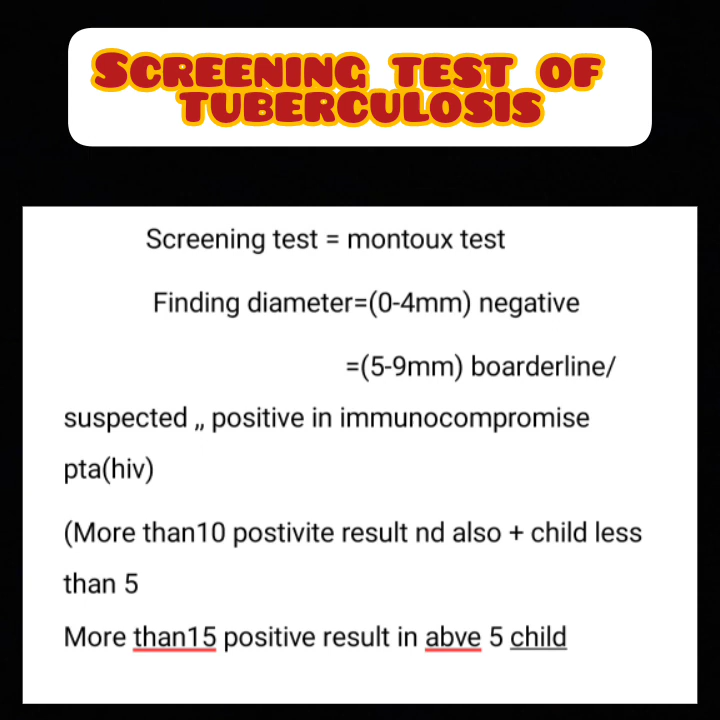 SCREENING TEST OF
TUBERCULOSIS
Screening test = montoux test
Finding diameter=(0-4mm) negative
=(5-9mm) boarderline/
suspected ,, positive in immunocompromise
pta(hiv)
(More than10 postivite result nd also + child less
than 5
More than15 positive result in abve 5 child